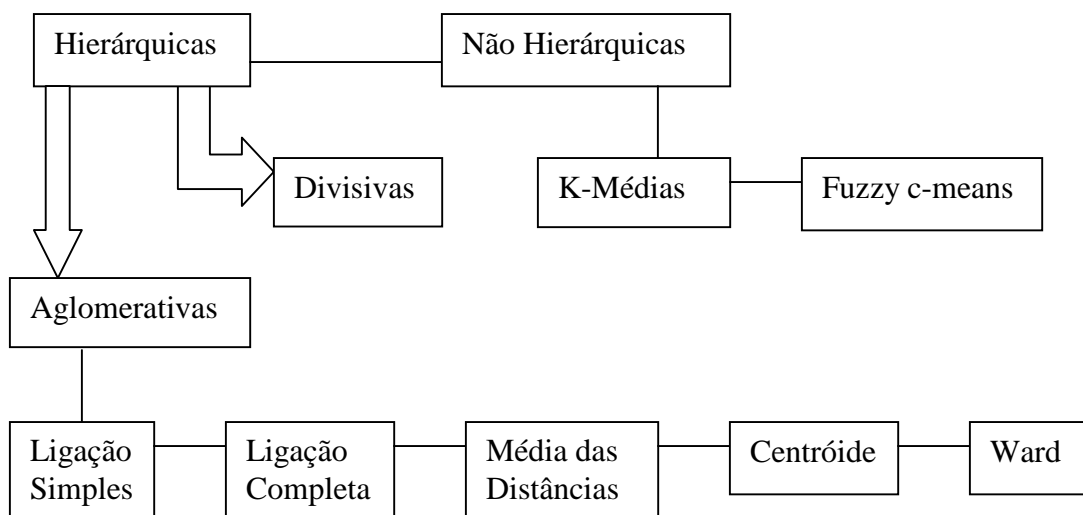 Hierárquicas
Não Hierárquicas
Divisivas
K-Médias
Fuzzy c-means
Aglomerativas
Ligação
Simples
Ligação
Completa
Média das
Distâncias
Centróide
Ward